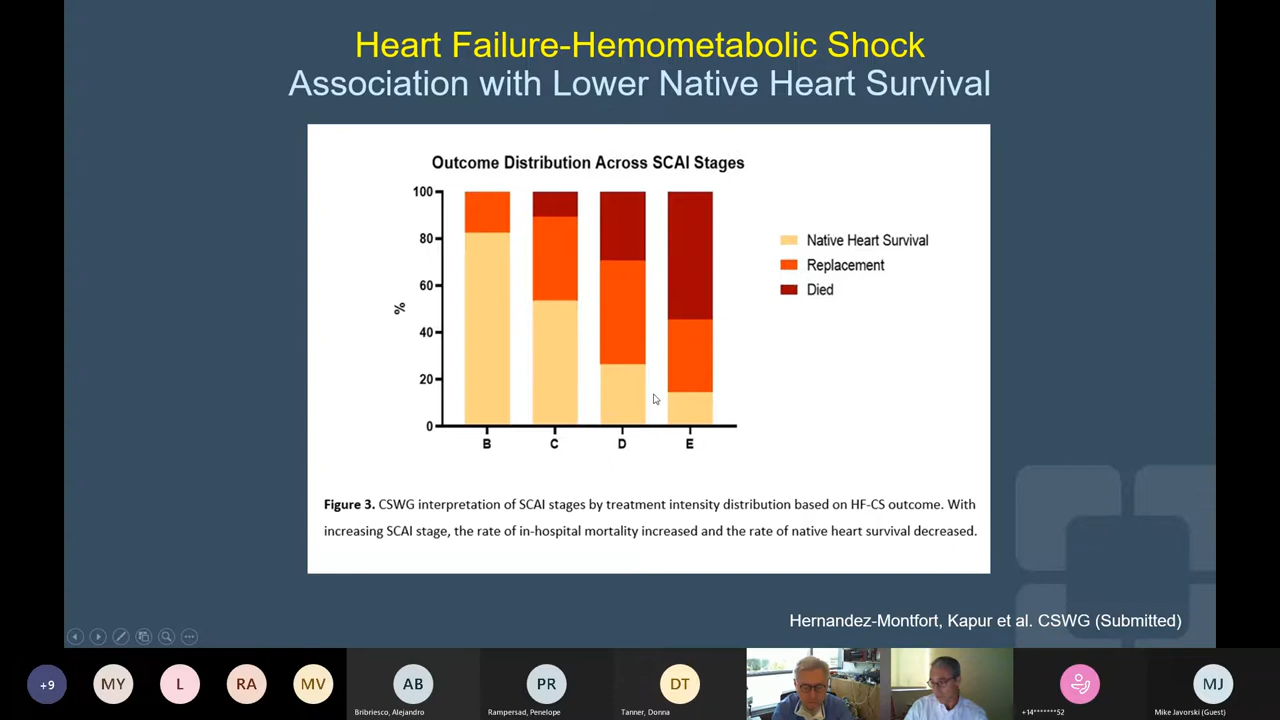 Heart Failure-Hemometabolic Shock
Association with Lower Native Heart Survival
Outcome Distribution Across SCAI Stages
100
80
60
40
20
0
%
B
C
D
E
Native Heart Survival
Replacement
Died
Figure 3. CSWG interpretation of SCAI stages by treatment intensity distribution based on HF-CS outcome. With
increasing SCAI stage, the rate of in-hospital mortality increased and the rate of native heart survival decreased.
Hernandez-Montfort, Kapur et al. CSWG (Submitted)
+9
MY
L
RA
MV
AB
Bribriesco, Alejandro
PR
Rampersad, Penelope
DT
Tanner, Donna
+14*******52
MJ
Mike Javorski (Guest)